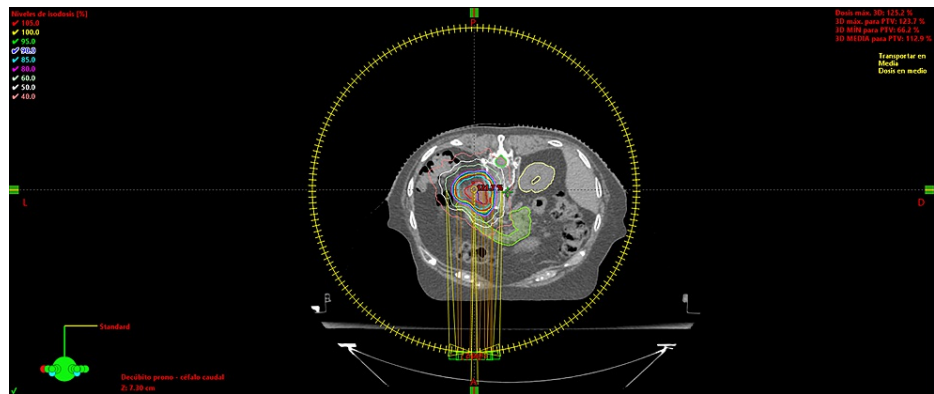 Niveles de isodosis [%]
105.0
100.0
95.0
90.0
85.0
80.0
60.0
50.0
40.0
P
Dosis máx. 3D: 125.2 %
3D máx. para PTV: 123.7 %
3D MÍN para PTV: 66.2 %
3D MEDIA para PTV: 112.9 %
Transportar en
Media
Dosis en medio
L
D
Standard
Decúbito prono - céfalo caudal
Z: 7.30 cm
A